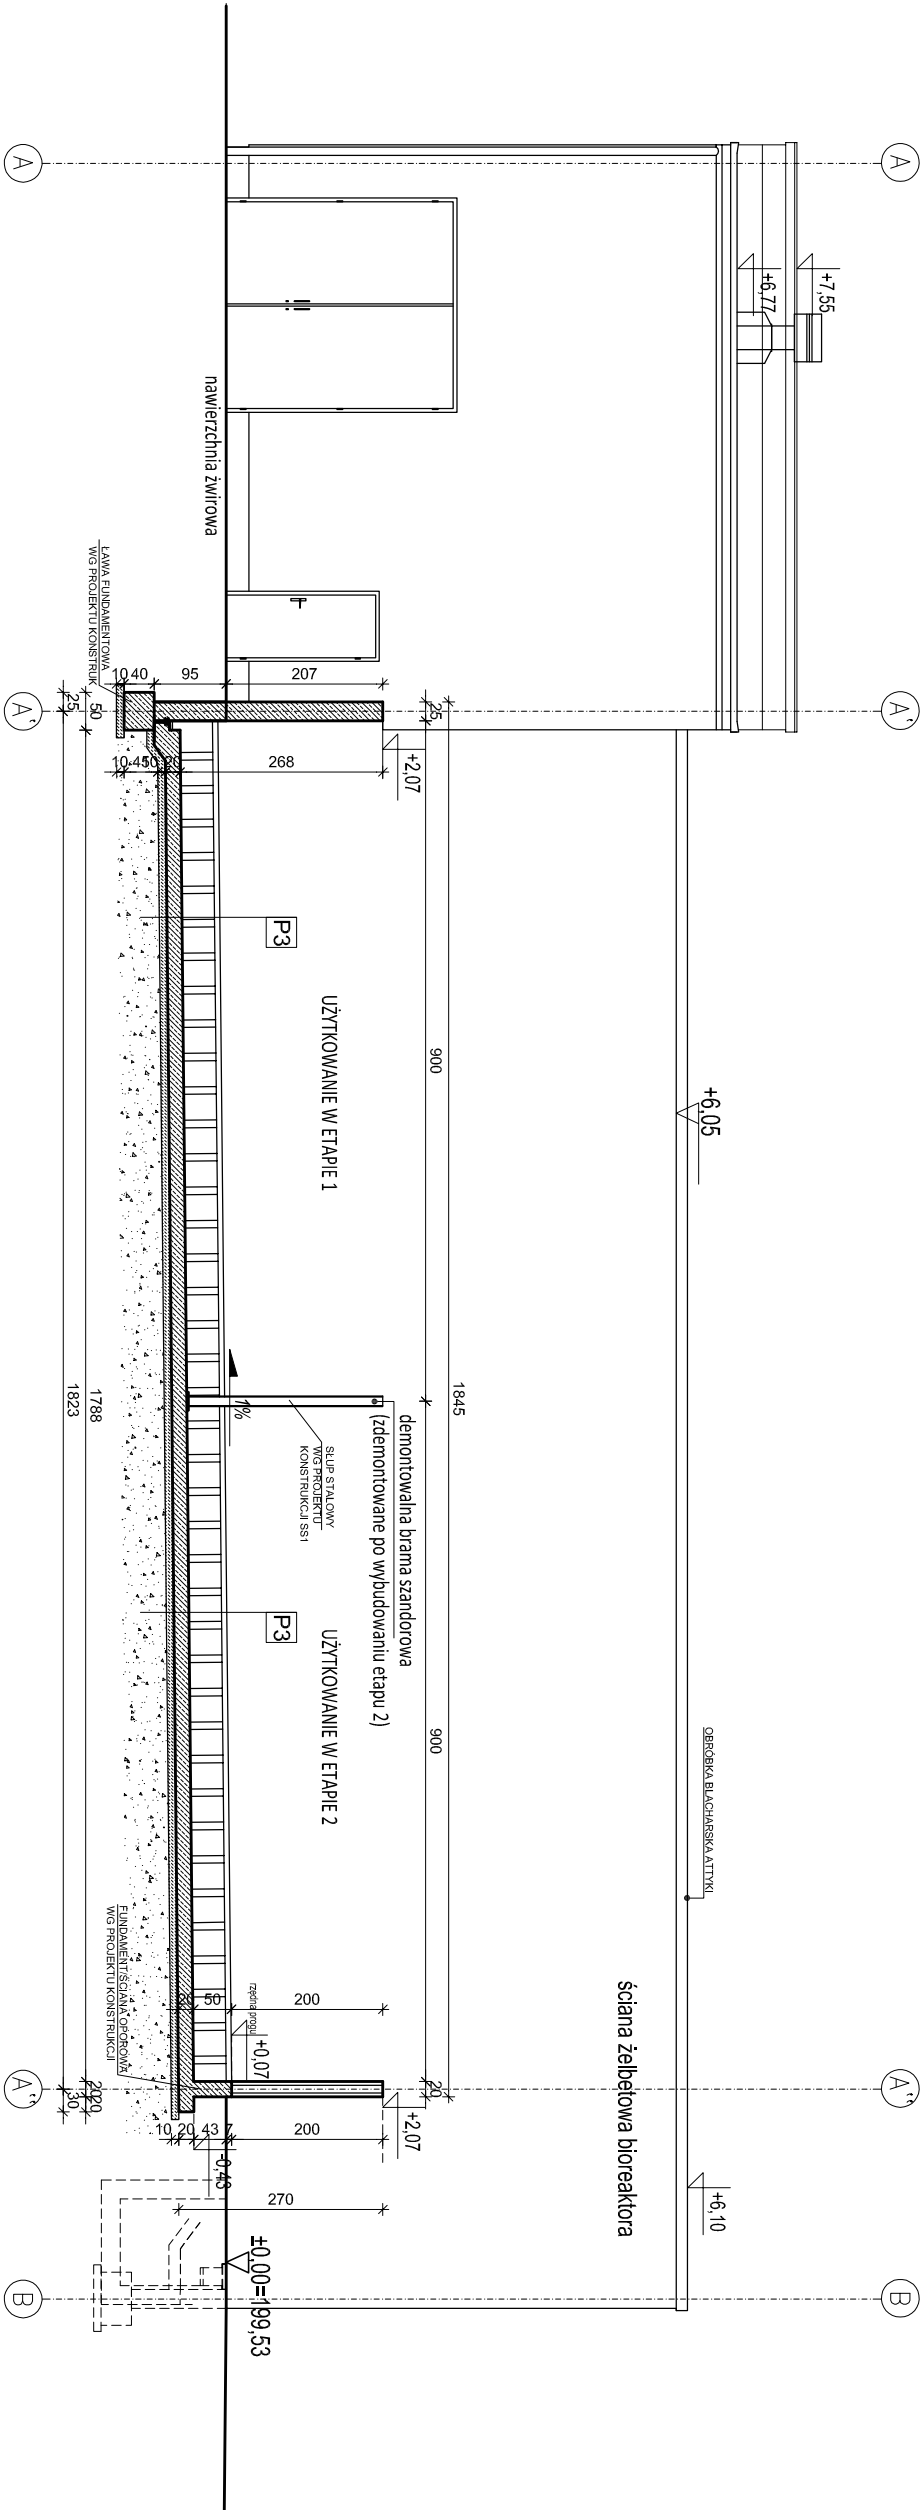 A
A
+7,55
+6,77
nawierzchnia żwirowa
ŁAWA FUNDAMENTOWA
WG PROJEKTU KONSTRUK
10
40
95
207
25
50
A'
A'
25
+2,07
10
45
10
20
268
P3
UŻYTKOWANIE W ETAPIE 1
900
+6,05
1845
1788
1823
1%
SŁUP STALOWY
WG PROJEKTU
KONSTRUKCJI SS1
demontowalna brama szandorowa
(zdemontowane po wybudowaniu etapu 2)
P3
UŻYTKOWANIE W ETAPIE 2
900
OBRÓBKA BLACHARSKA ATTYKI
FUNDAMENT/ŚCIANA OPOROWA
WG PROJEKTU KONSTRUKCJI
20
50
200
rzędna progu
+0,07
ściana żelbetowa bioreaktora
A''
A''
20
20
20
30
+2,07
10
20
43
7
200
-0,43
270
+6,10
±0,00=199,53
B
B